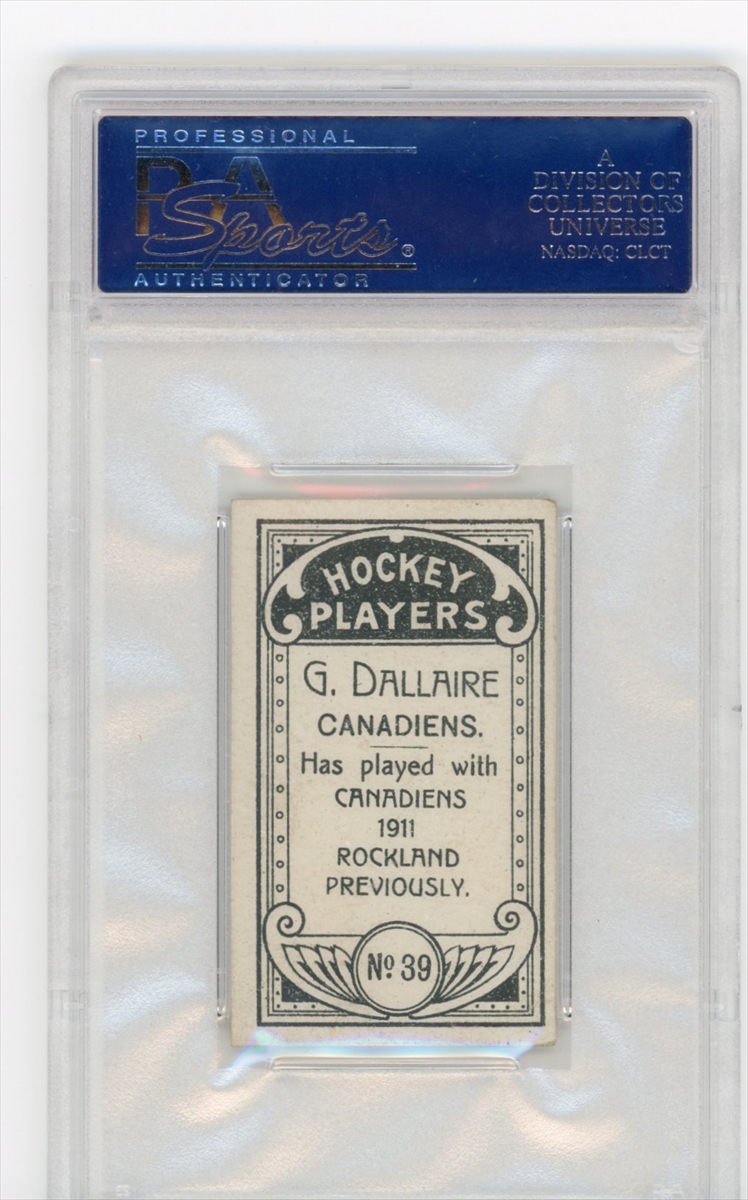 PROFESSIONAL
PSA
Sports®
AUTHENTICATOR
A
DIVISION OF
COLLECTORS
UNIVERSE
NASDAQ: CLCT
HOCKEY
PLAYERS
G. DALLAIRE
CANADIENS.
Has played with
CANADIENS
1911
ROCKLAND
PREVIOUSLY.
No 39